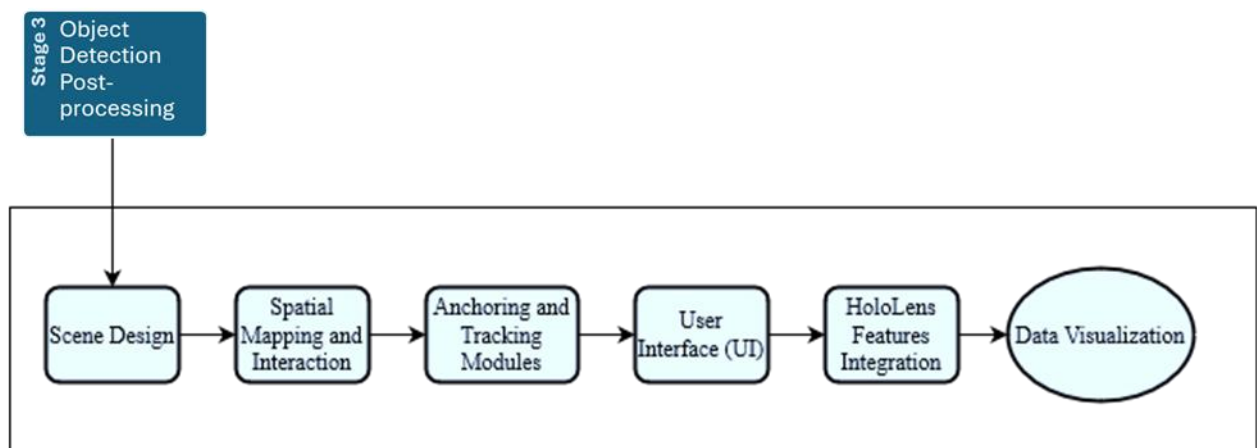 Stage 3
Object
Detection
Post-
processing
Scene Design
Spatial
Mapping and
Interaction
Anchoring and
Tracking
Modules
User
Interface (UI)
HoloLens
Features
Integration
Data Visualization